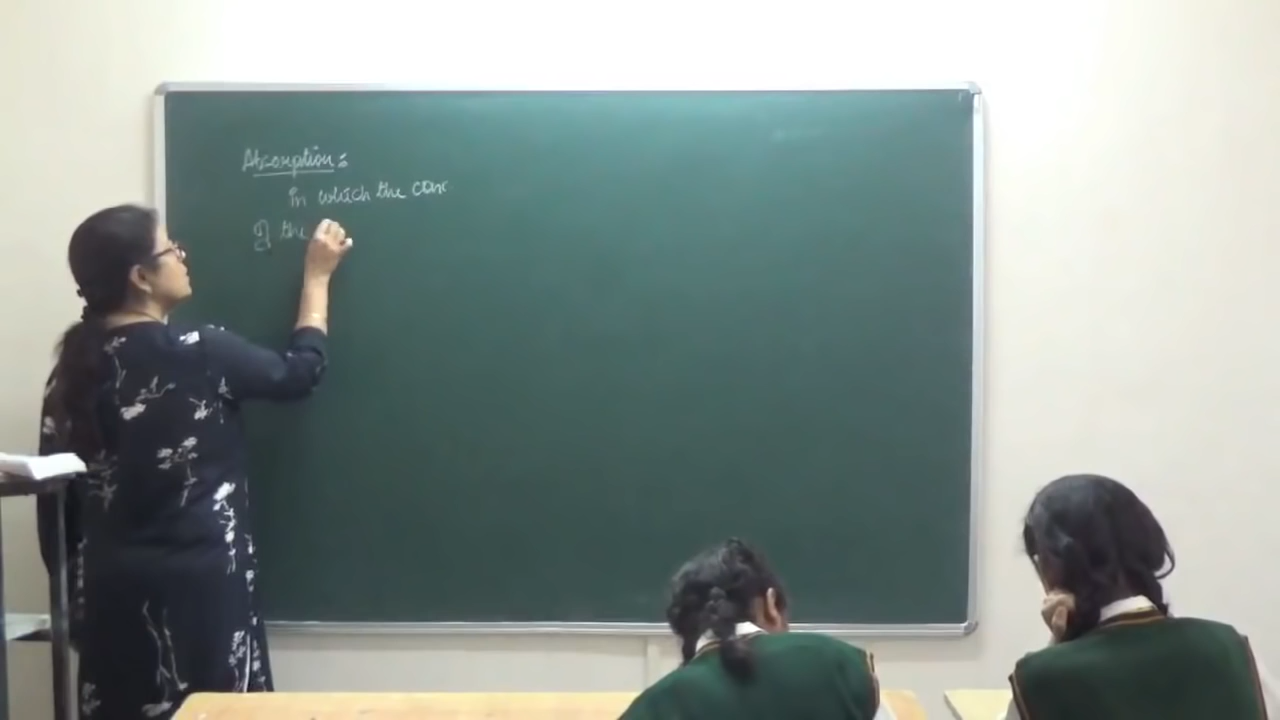 Absorption :
in which the conc
of the